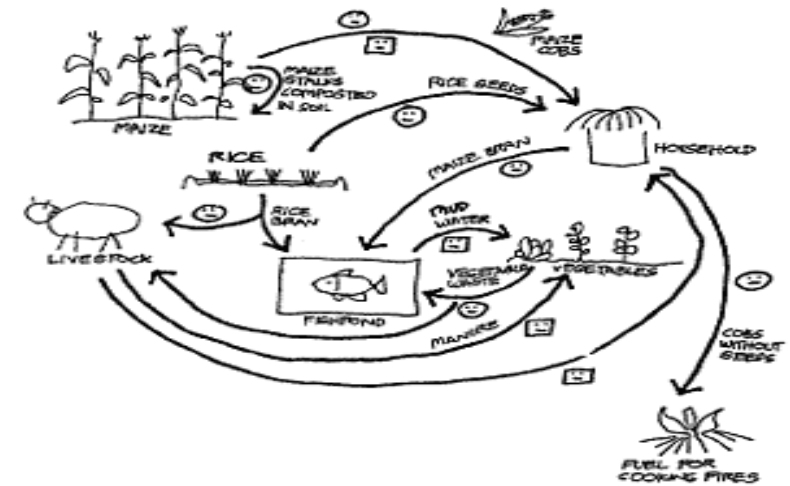 MAIZE
COBS
MAIZE
STALKS
COMPOSTED
IN SOIL
RICE SEEDS
MAIZE
RICE
MAIZE BRAN
HOUSEHOLD
RICE
BRAN
MUD
WATER
LIVESTOCK
VEGETABLE
WASTE
VEGETABLES
FISHPOND
MANURE
COBS
WITHOUT
SEEDS
FUEL FOR
COOKING FIRES